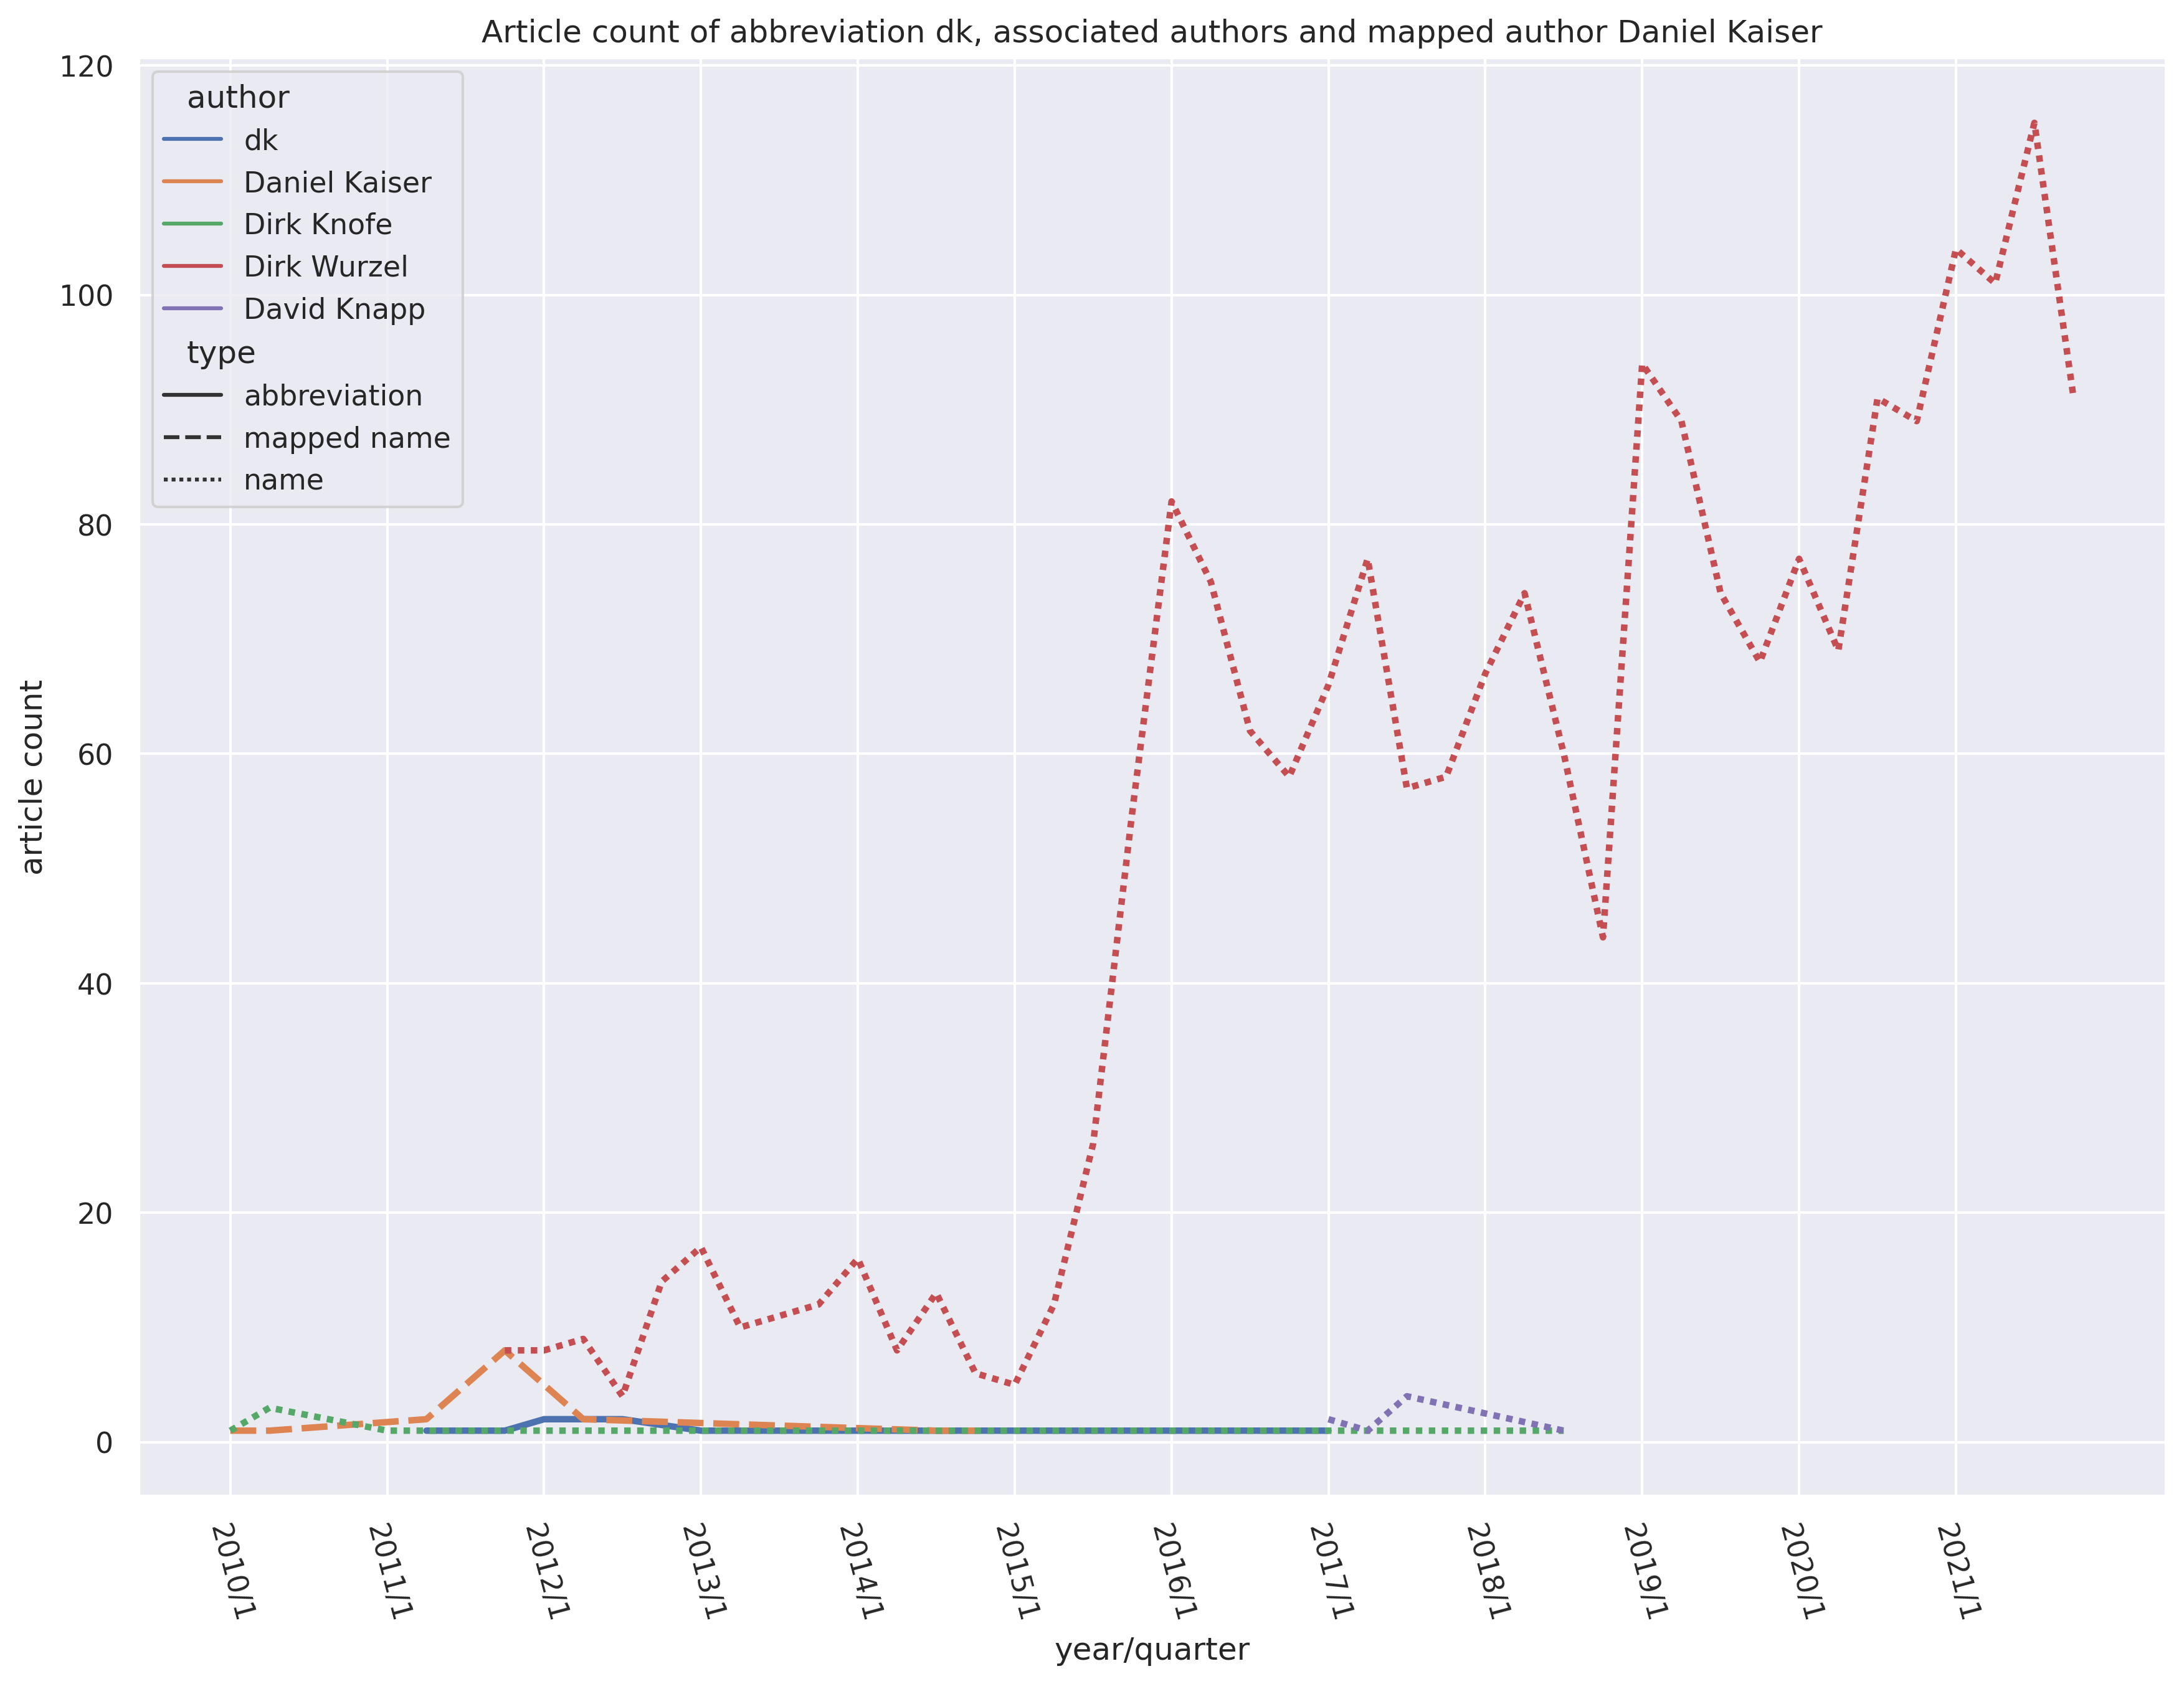 Article count of abbreviation dk, associated authors and mapped author Daniel Kaiser
author
dk
Daniel Kaiser
Dirk Knofe
Dirk Wurzel
David Knapp
type
abbreviation
mapped name
name
120
100
80
60
40
20
0
article count
2010/1
2011/1
2012/1
2013/1
2014/1
2015/1
2016/1
2017/1
2018/1
2019/1
2020/1
2021/1
year/quarter